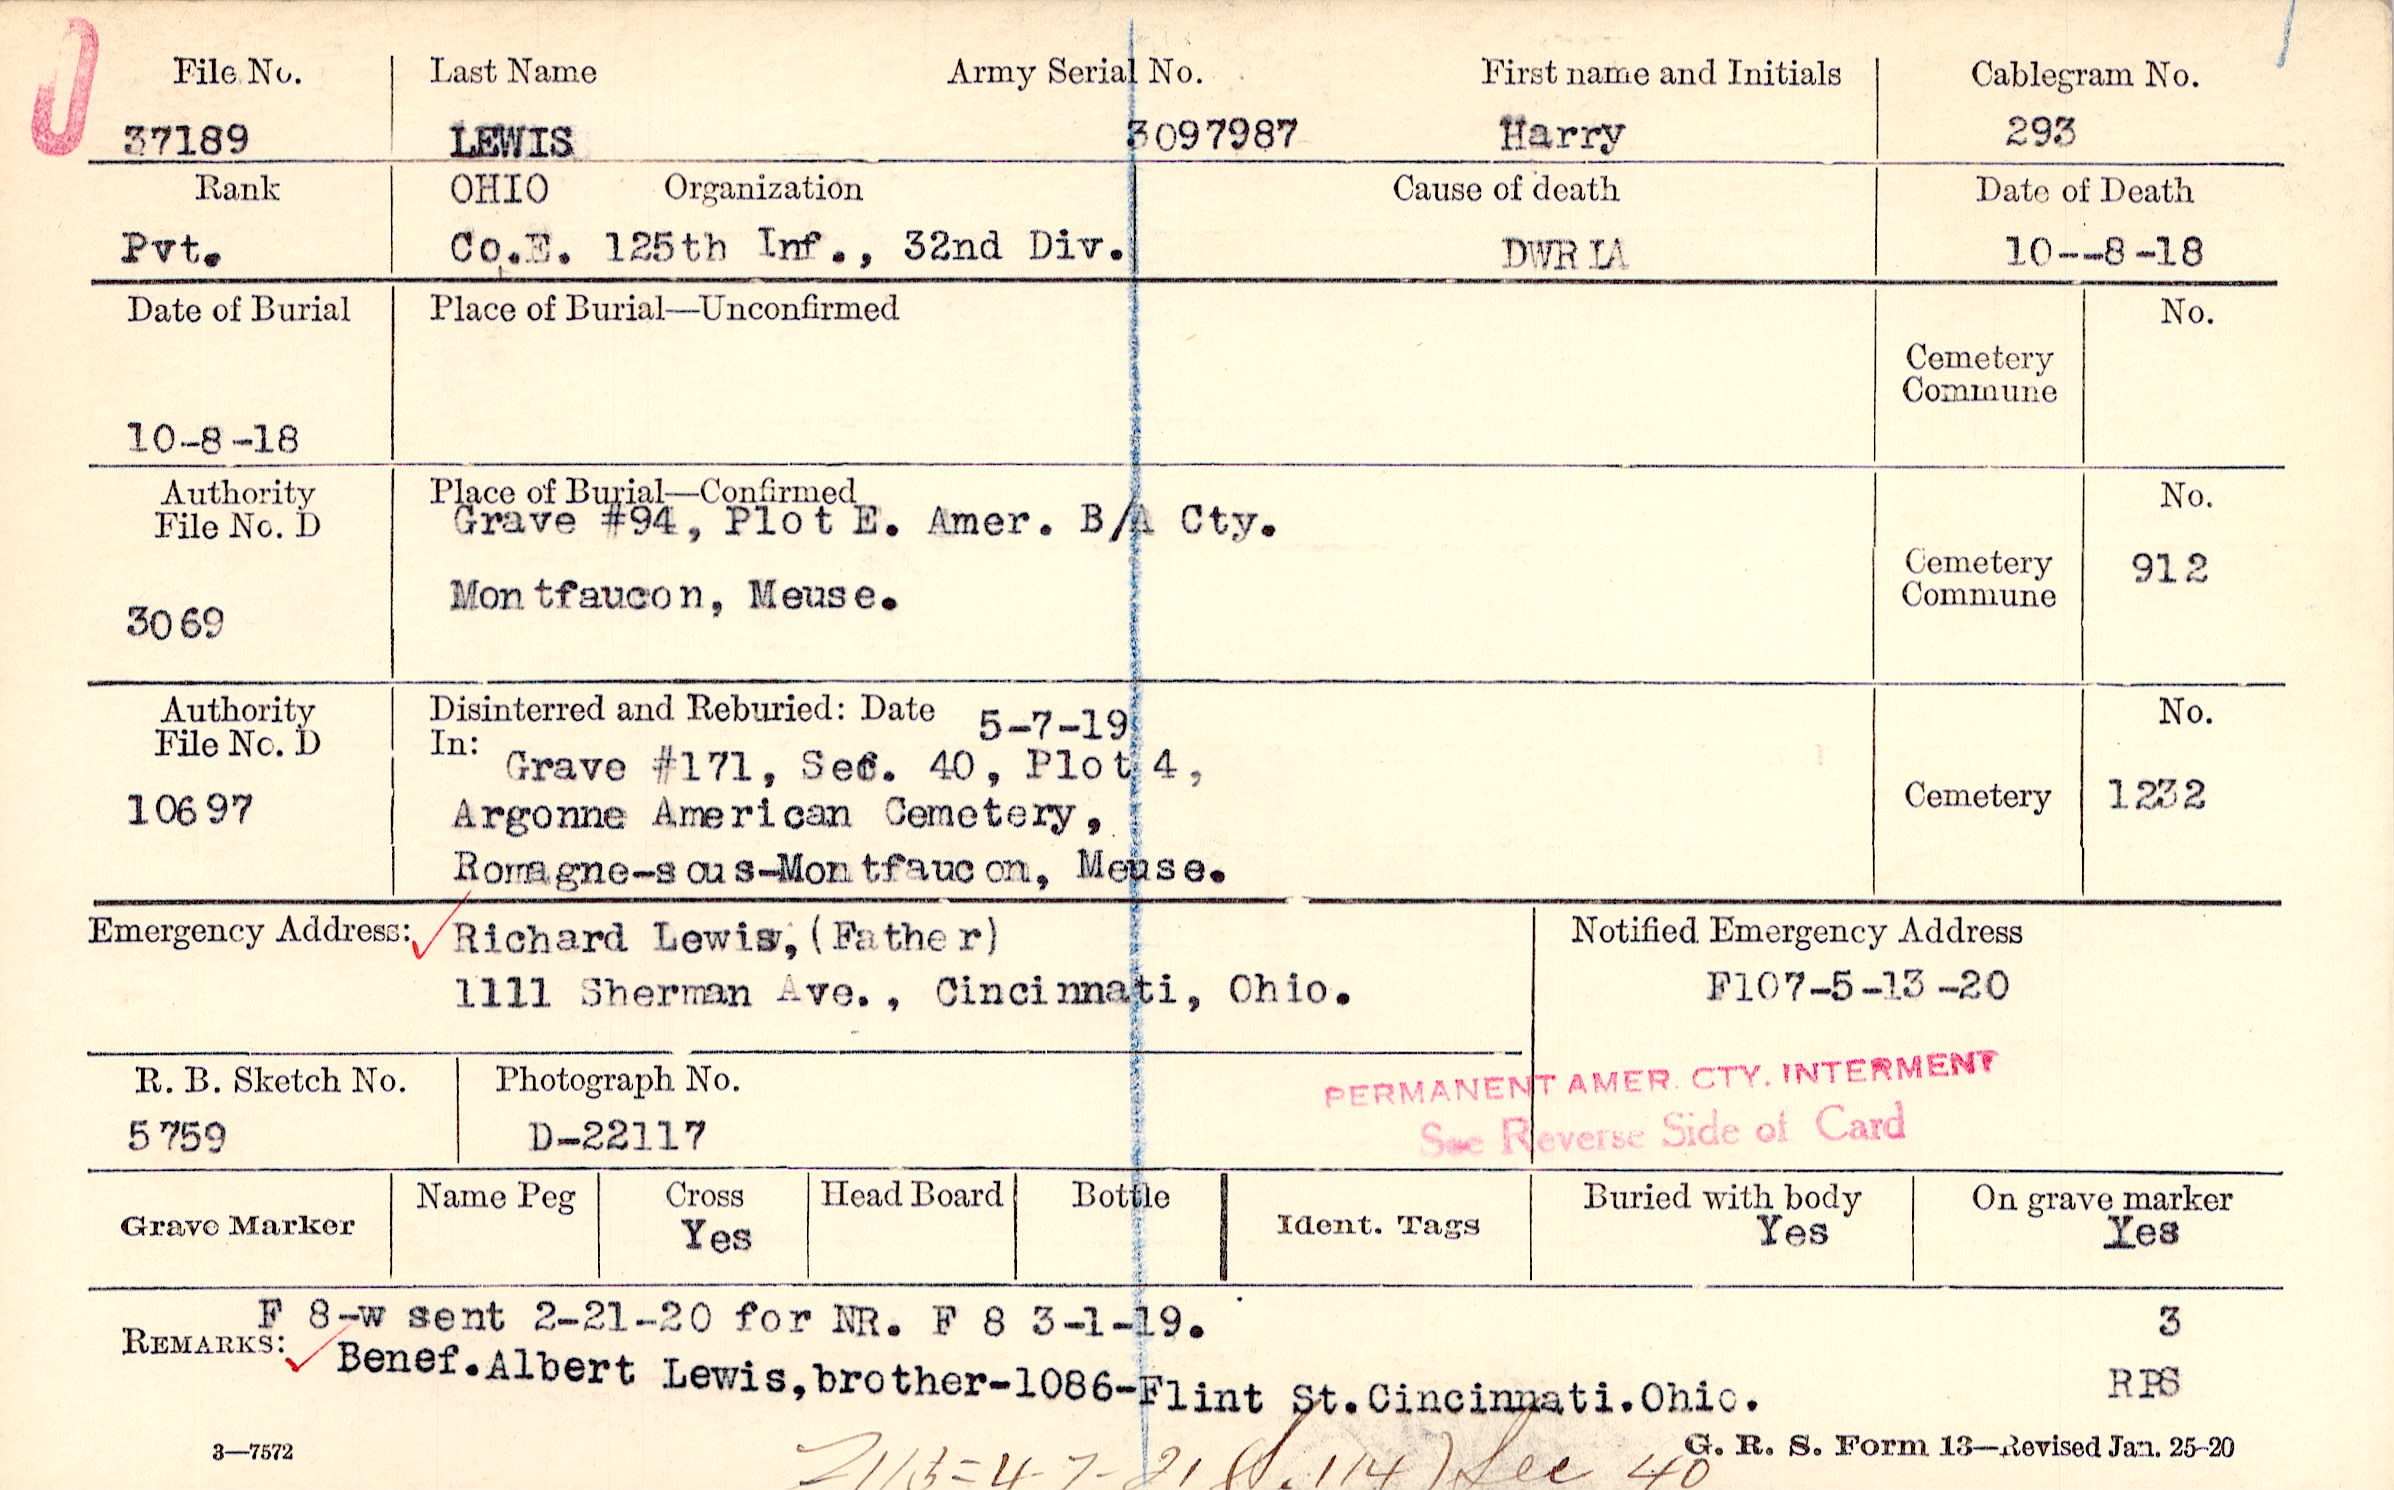 File No. Last Name Army Serial No. First name and Initials Cablegram No.
37189 LEWIS 3097987 Harry 293
Rank OHIO Organization Cause of death Date of Death
Pvt. Co.E. 125th Inf., 32nd Div. DWRIA 10--8-18
Date of Burial Place of Burial—Unconfirmed No.
Cemetery
Commune
10-8-18
Authority Place of Burial—Confirmed No.
File No. D Grave #94, Plot E. Amer. B/A Cty.
Cemetery 912
Commune
Montfaucon, Meuse.
3069
Authority Disinterred and Reburied: Date 5-7-19 No.
File No. D In:
Grave #171, Sec. 40, Plot 4,
10697 Argonne American Cemetery, Cemetery 1232
Romagne-sous-Montfaucon, Meuse.
Emergency Address: Richard Lewis,(Father) Notified Emergency Address
1111 Sherman Ave., Cincinnati, Ohio. F107-5-13-20
R. B. Sketch No. Photograph No. PERMANENT AMER. CTY. INTERMENT
5759 D-22117 See Reverse Side of Card
Name Peg Cross Head Board Bottle Buried with body On grave marker
Grave Marker Yes Ident. Tags Yes Yes
F 8-w sent 2-21-20 for NR. F 8 3-1-19. 3
REMARKS: Benef.Albert Lewis,brother-1086-Flint St.Cincinnati.Ohio. RPS
3—7572 G. R. S. Form 13—Revised Jan. 25-20
4-7-21 114) See 40